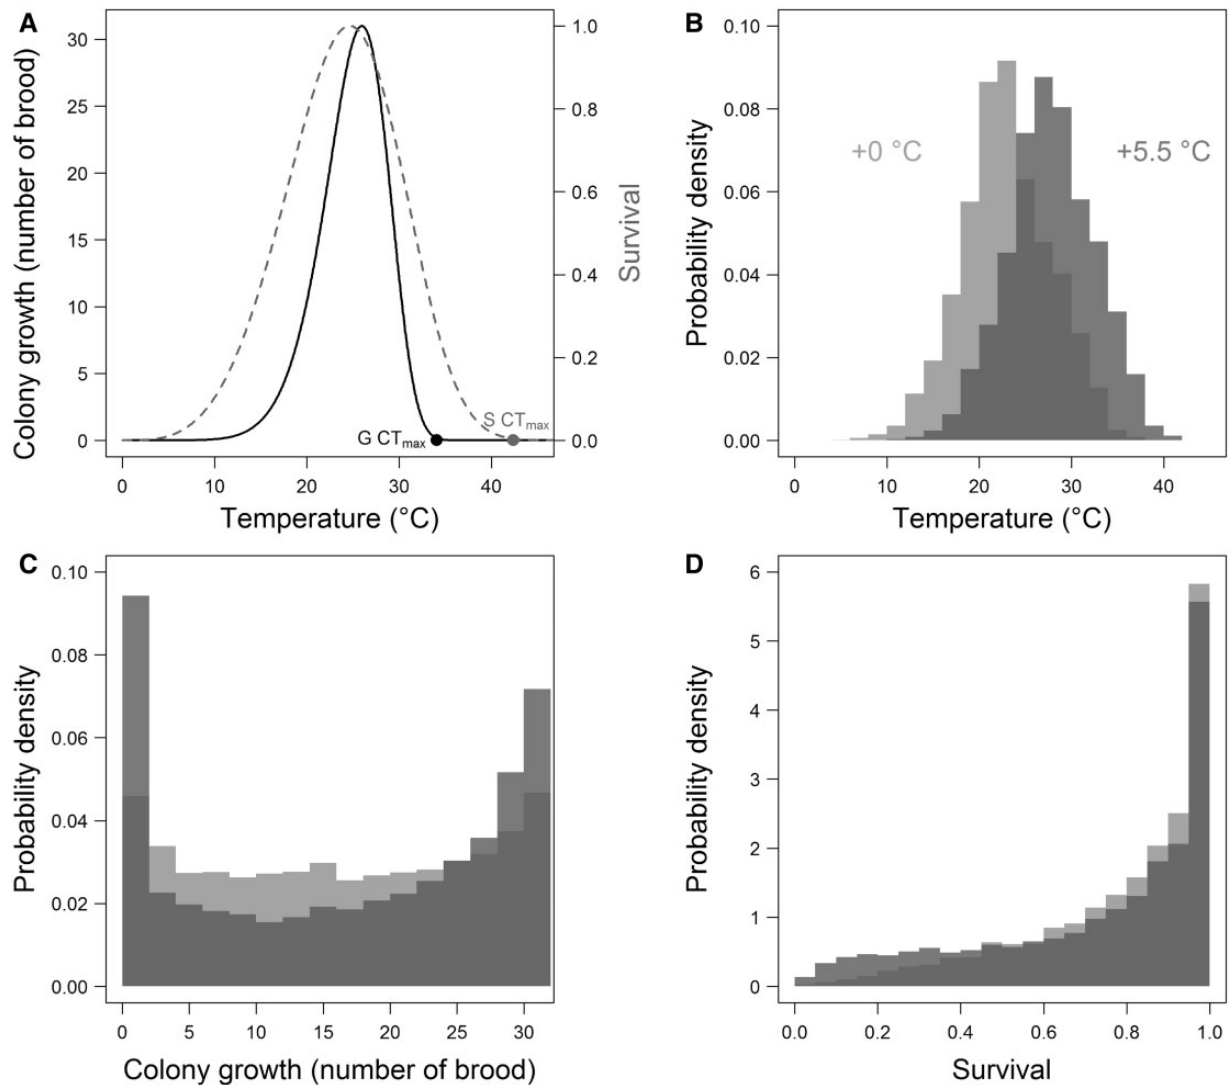 A
Colony growth (number of brood)
30
25
20
15
10
5
0
1.0
0.8
0.6
0.4
0.2
0.0
Survival
G CTmax
S CTmax
0 10 20 30 40
Temperature (°C)
B
Probability density
0.10
0.08
0.06
0.04
0.02
0.00
+0 °C
+5.5 °C
0 10 20 30 40
Temperature (°C)
C
Probability density
0.10
0.08
0.06
0.04
0.02
0.00
0 5 10 15 20 25 30
Colony growth (number of brood)
D
Probability density
6
5
4
3
2
1
0
0.0 0.2 0.4 0.6 0.8 1.0
Survival